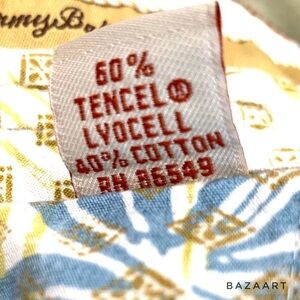 60%
TENCEL®
LYOCELL
40% COTTON
RN 86549
BAZAART